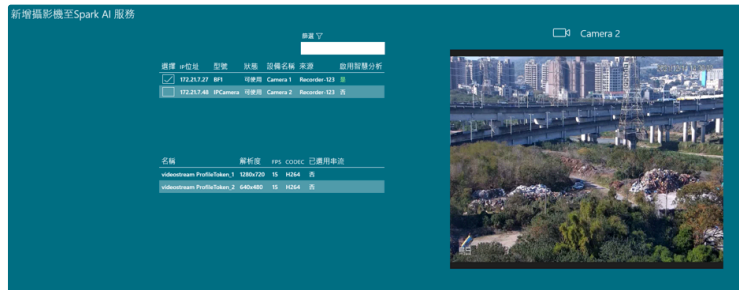 新增攝影機至Spark AI 服務
篩選
選擇 IP位址 型號 狀態 設備名稱 來源 啟用智慧分析
172.21.7.27 BFI 可使用 Camera 1 Recorder-123 是
172.21.7.48 IPCamera 可使用 Camera 2 Recorder-123 否
名稱 解析度 FPS CODEC 已選用串流
videostream ProfileToken_1 1280x720 15 H264 否
videostream ProfileToken_2 640x480 15 H264 否
Camera 2